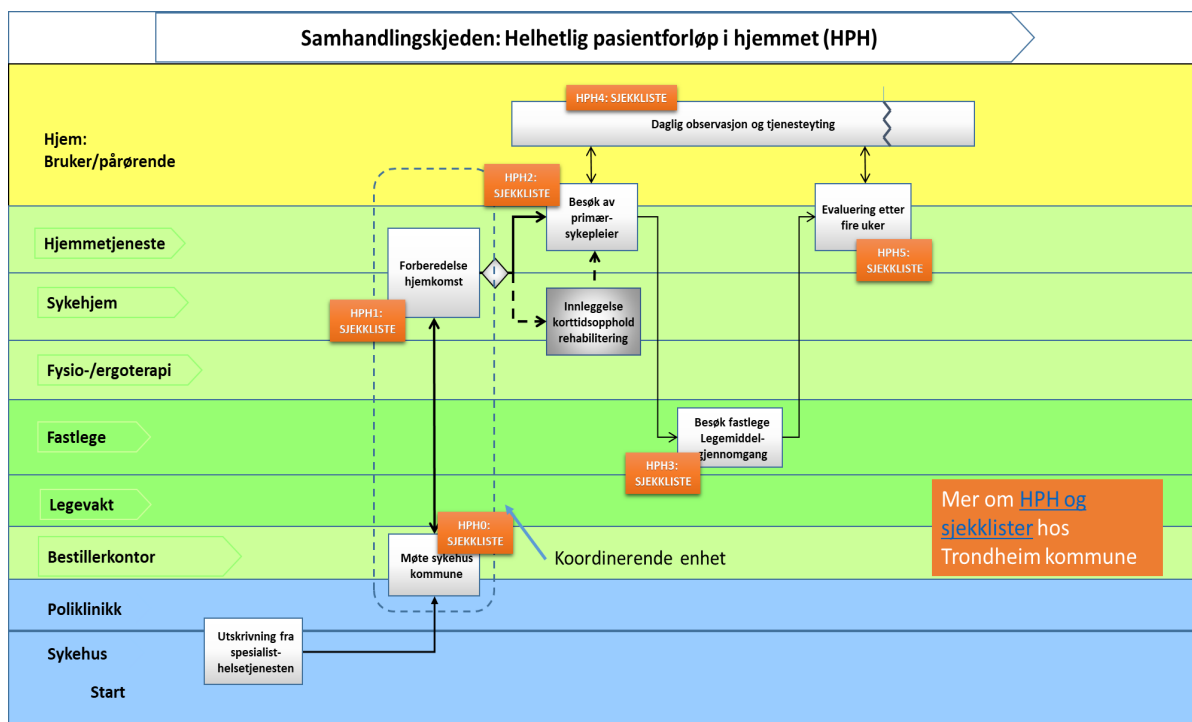 Samhandlingskjeden: Helhetlig pasientforløp i hjemmet (HPH)
HPH4: SJEKKLISTE
Daglig observasjon og tjenesteyting
Hjem:
Bruker/pårørende
HPH2:
SJEKKLISTE
Besøk av
primær-
sykepleier
Evaluering etter
fire uker
HPH5:
SJEKKLISTE
Hjemmetjeneste
Forberedelse
hjemkomst
Sykehjem
HPH1:
SJEKKLISTE
Innleggelse
korttidsopphold
rehabilitering
Fysio-/ergoterapi
Fastlege
Besøk fastlege
Legemiddel-
gjennomgang
HPH3:
SJEKKLISTE
Legevakt
Mer om HPH og
sjekklister hos
Trondheim kommune
HPH0:
SJEKKLISTE
Bestillerkontor
Møte sykehus
kommune
Koordinerende enhet
Poliklinikk
Utskrivning fra
spesialist-
helsetjenesten
Sykehus
Start